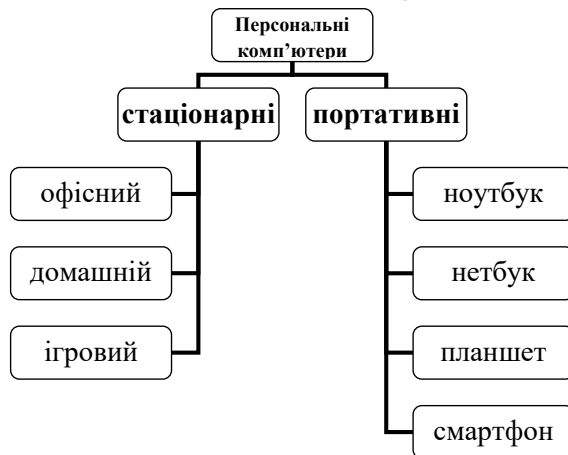 Персональні
комп’ютери
стаціонарні
портативні
офісний
ноутбук
домашній
нетбук
ігровий
планшет
смартфон